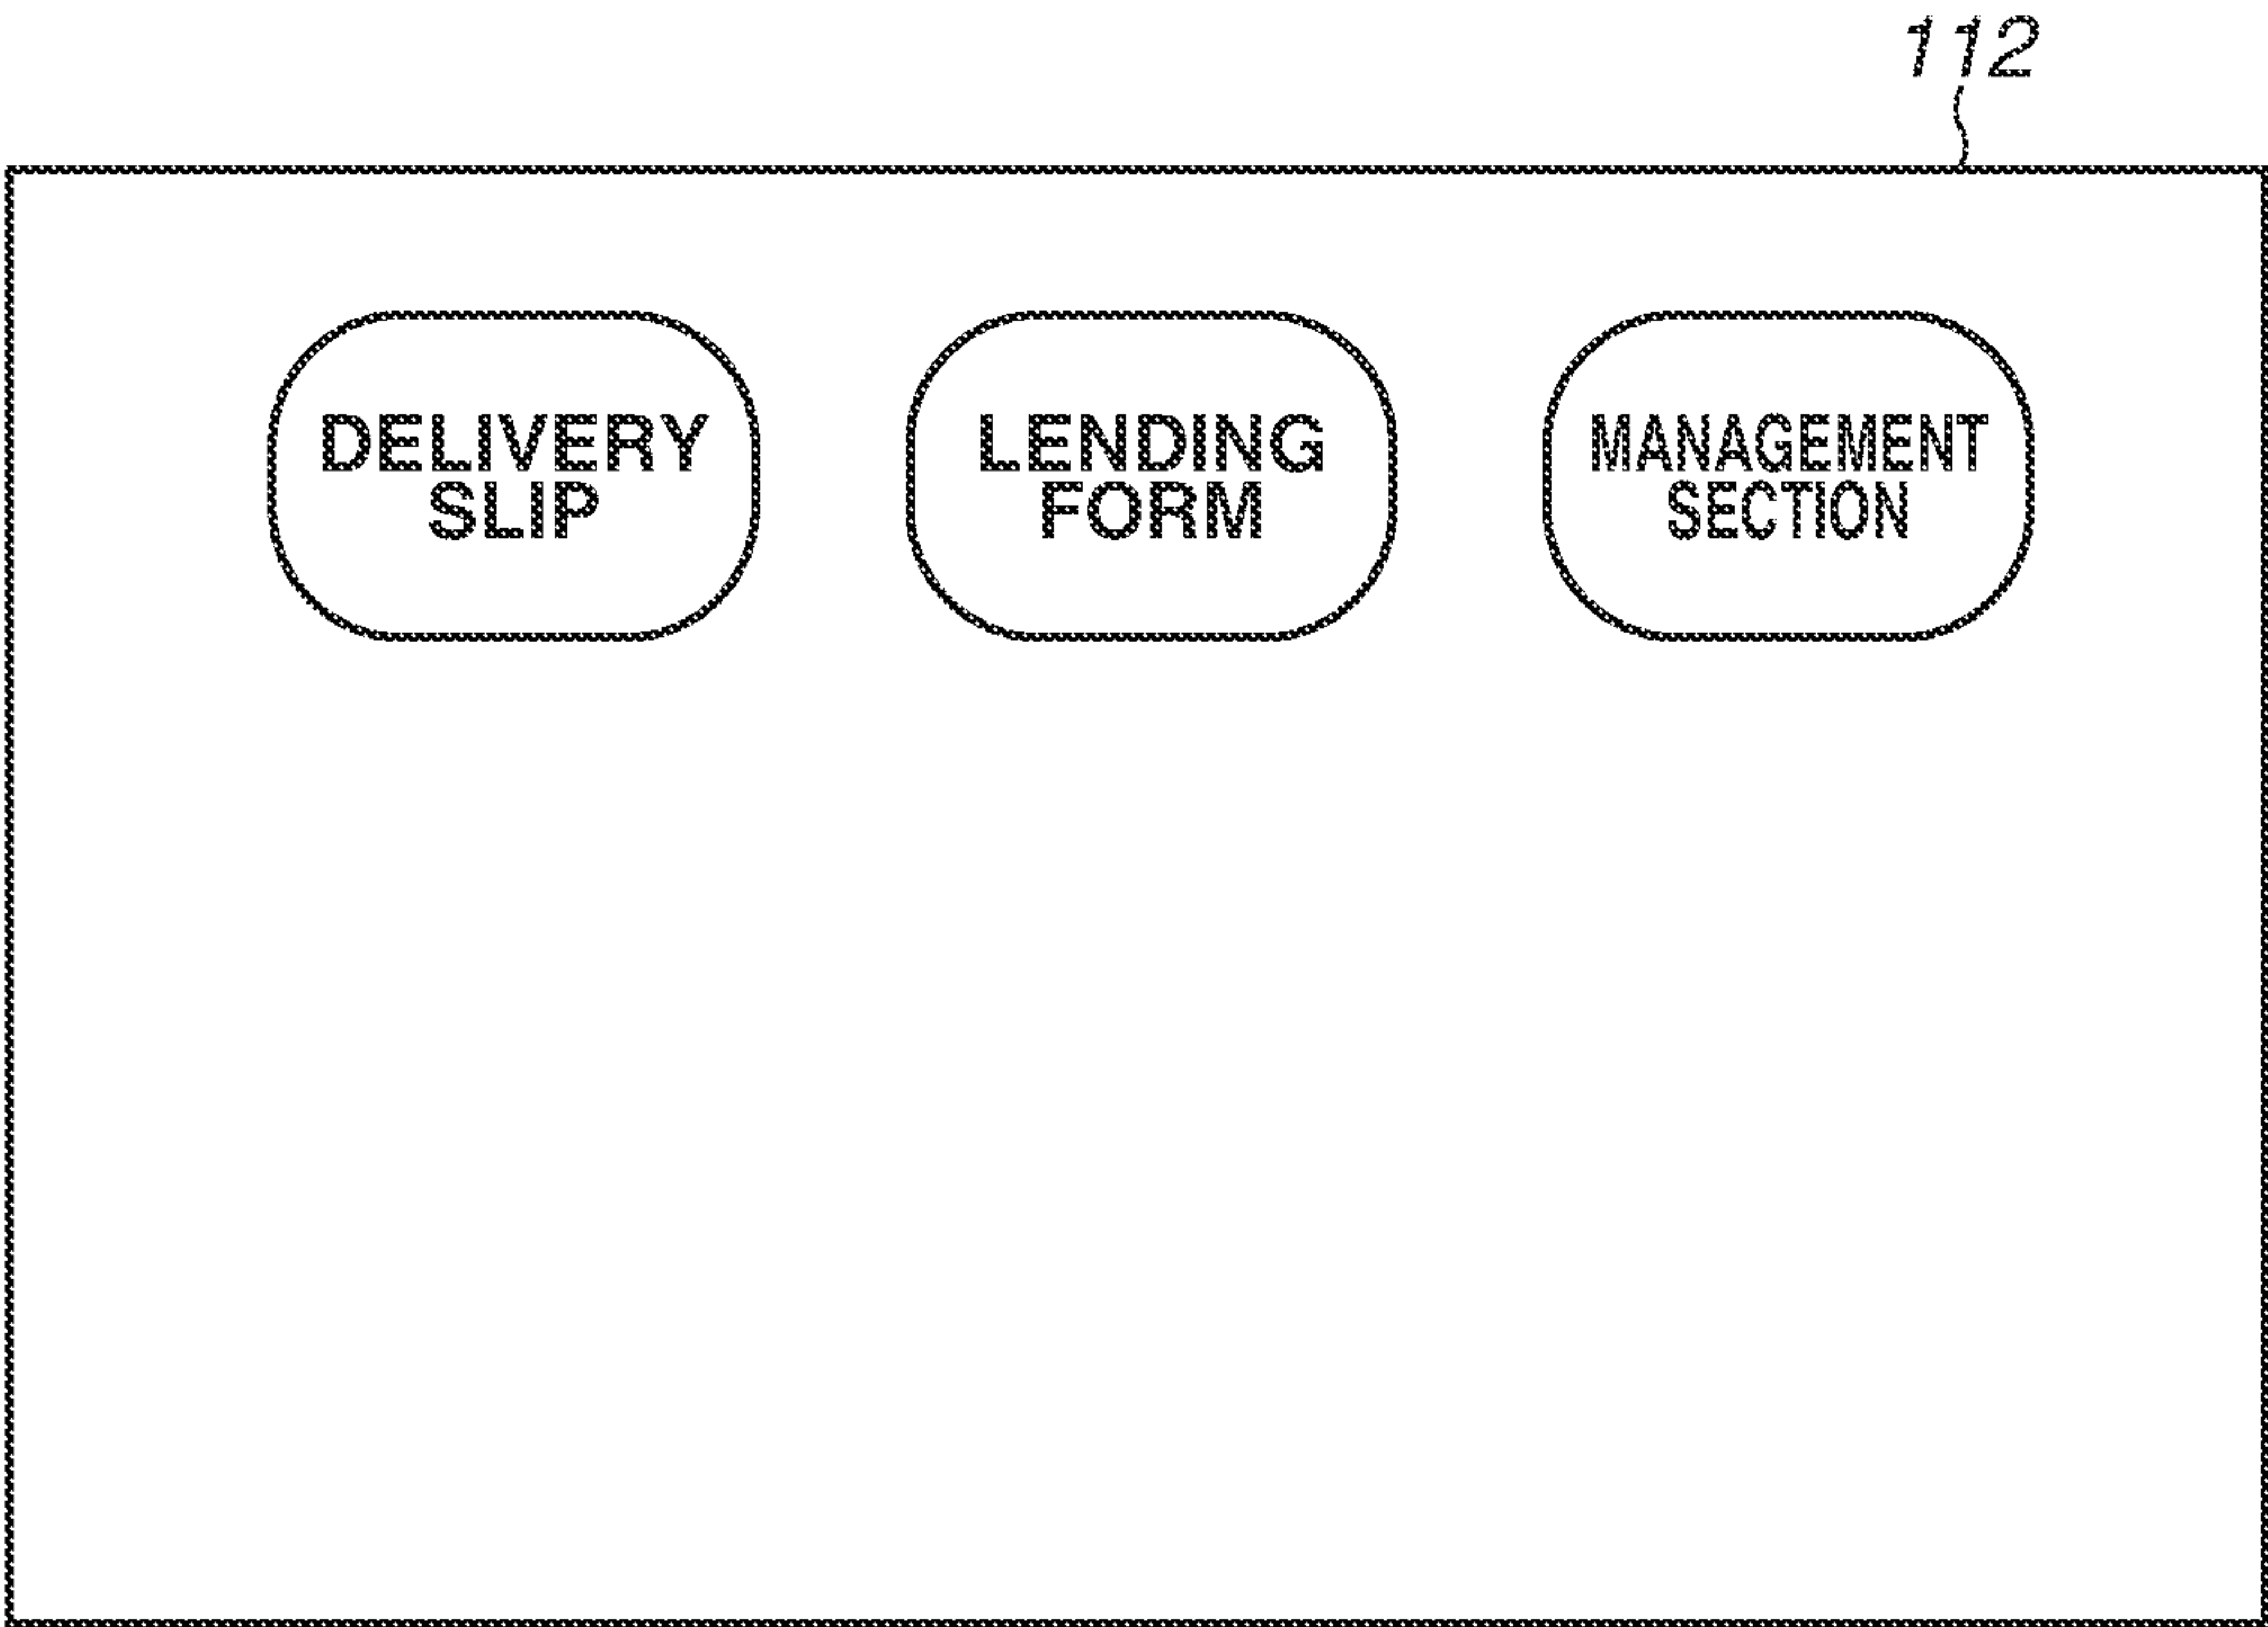 112
DELIVERY
SLIP
LENDING
FORM
MANAGEMENT
SECTION